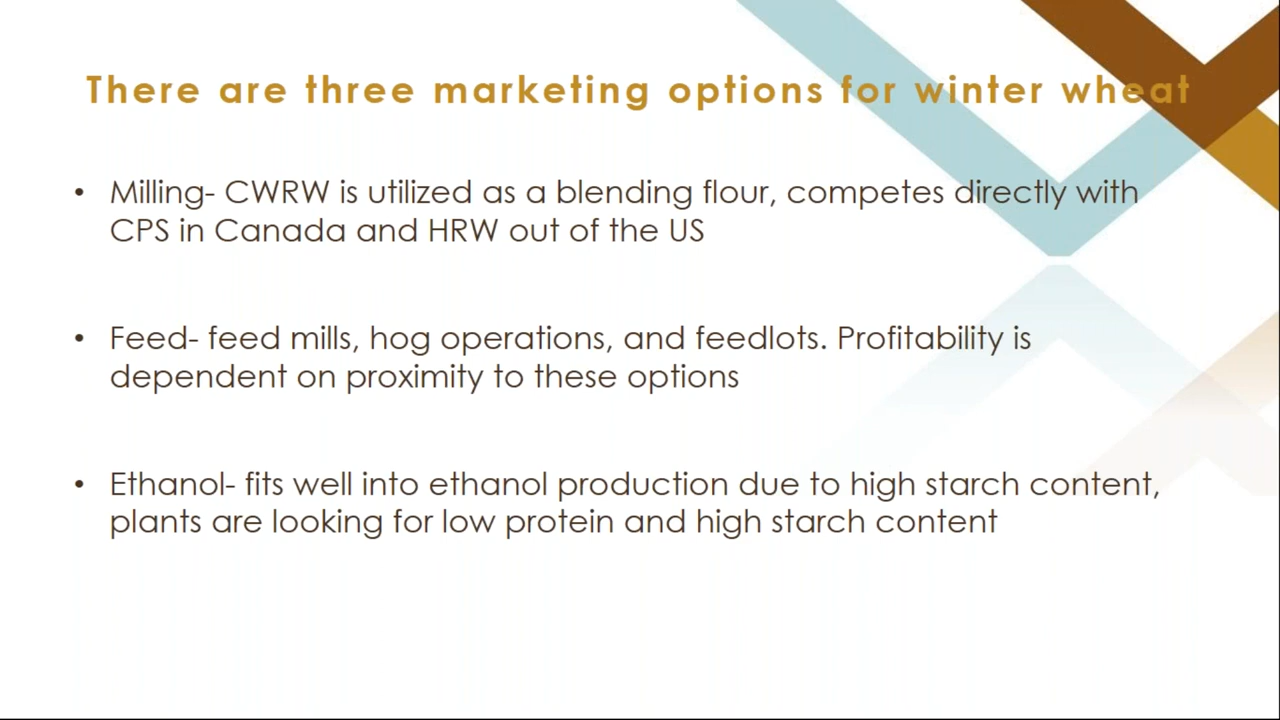 There are three marketing options for winter wheat
• Milling- CWRW is utilized as a blending flour, competes directly with
CPS in Canada and HRW out of the US
• Feed- feed mills, hog operations, and feedlots. Profitability is
dependent on proximity to these options
• Ethanol- fits well into ethanol production due to high starch content,
plants are looking for low protein and high starch content